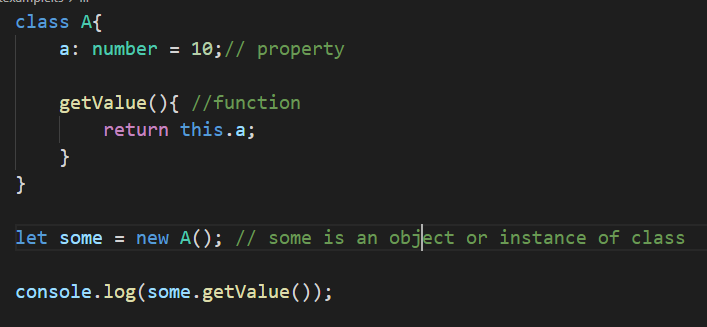 class A{
    a: number = 10;// property
    getValue(){ //function
        return this.a;
    }
}
let some = new A(); // some is an object or instance of class
console.log(some.getValue());